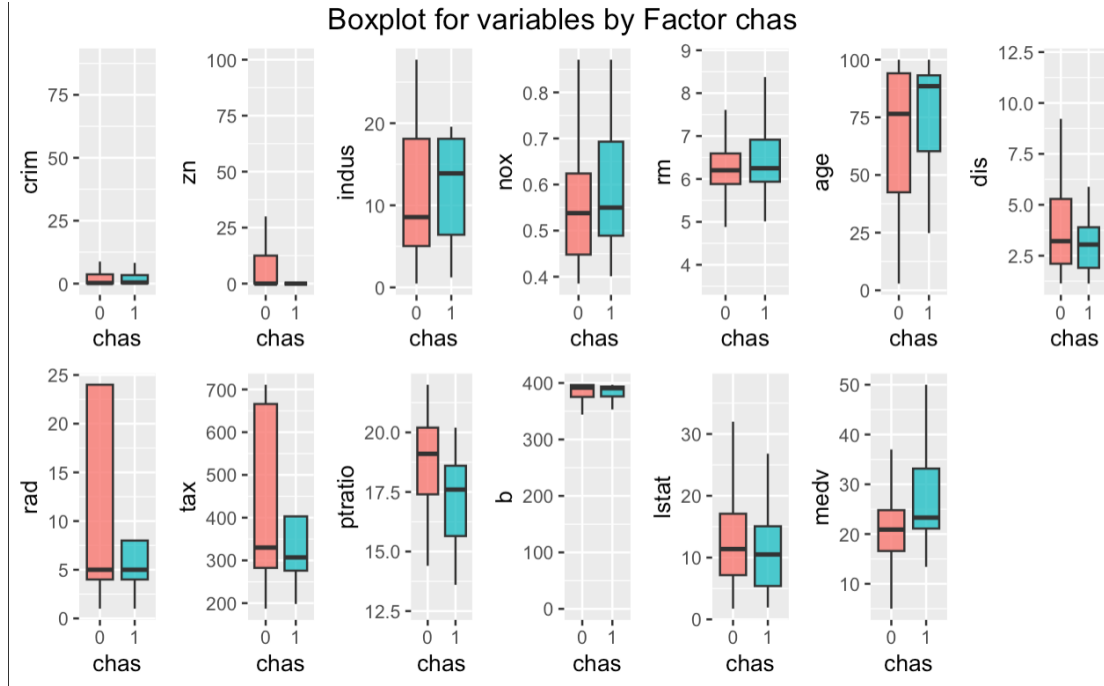 Boxplot for variables by Factor chas
crim
75
50
25
0
0 1
chas
zn
100
75
50
25
0
0 1
chas
indus
20
10
0
0 1
chas
nox
0.8
0.7
0.6
0.5
0.4
0 1
chas
rm
9
8
7
6
5
4
0 1
chas
age
100
75
50
25
0
0 1
chas
dis
12.5
10.0
7.5
5.0
2.5
0 1
chas
rad
25
20
15
10
5
0
0 1
chas
tax
700
600
500
400
300
200
0 1
chas
ptratio
20.0
17.5
15.0
12.5
0 1
chas
b
400
300
200
100
0
0 1
chas
lstat
30
20
10
0
0 1
chas
medv
50
40
30
20
10
0 1
chas